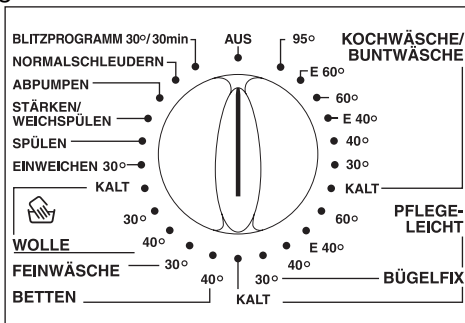 BLITZPROGRAMM 30°/30min
AUS
95°
KOCHWÄSCHE/
BUNTWÄSCHE
NORMALSCHLEUDERN
E 60°
ABPUMPEN
60°
STÄRKEN/
WEICHSPÜLEN
E 40°
SPÜLEN
40°
EINWEICHEN 30°
30°
KALT
KALT
30°
60°
PFLEGE-
LEICHT
WOLLE
40°
E 40°
FEINWÄSCHE
30°
40°
BÜGELFIX
BETTEN
40°
KALT
30°